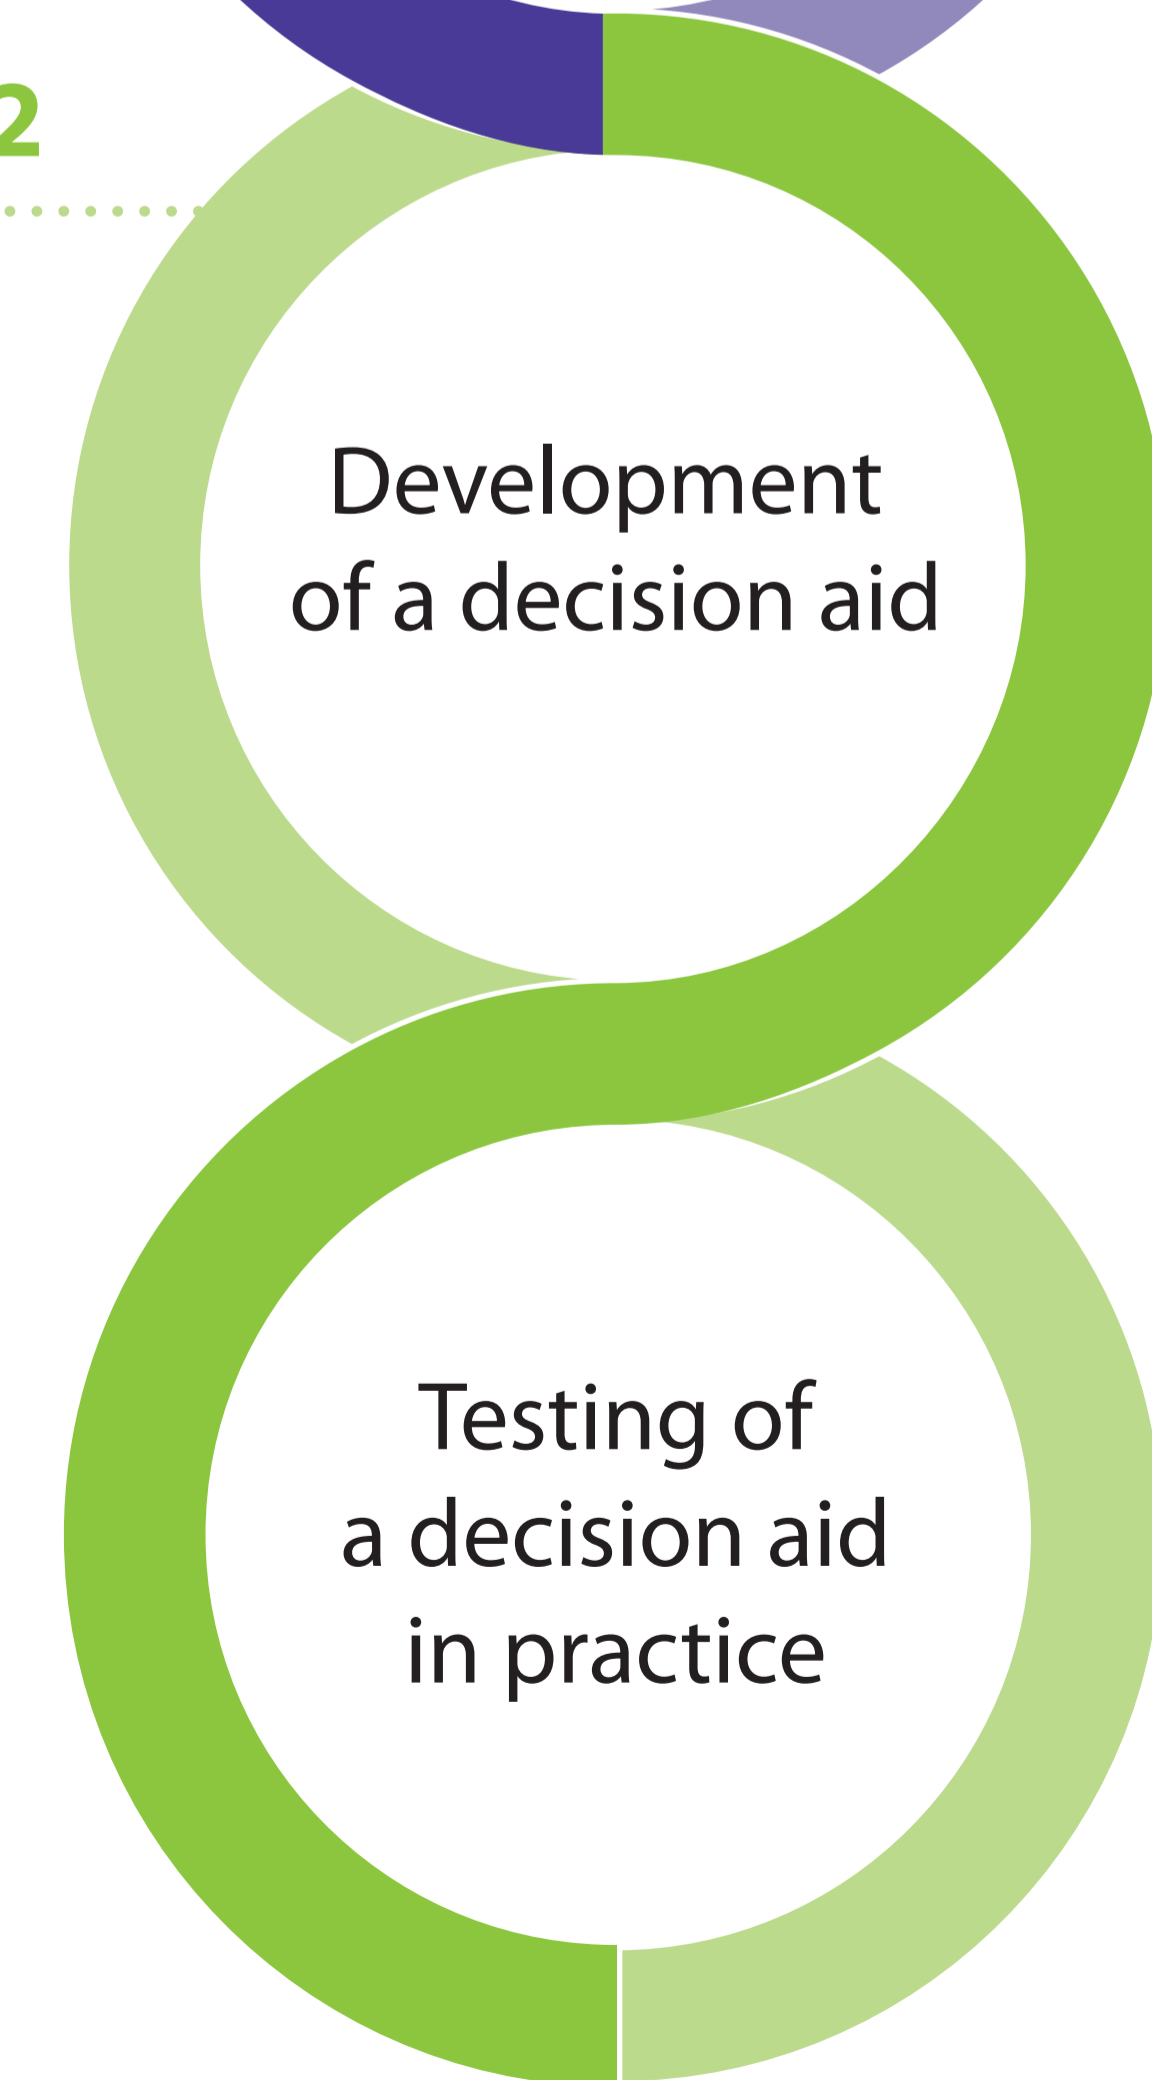 2
Development
of a decision aid
Testing of
a decision aid
in practice